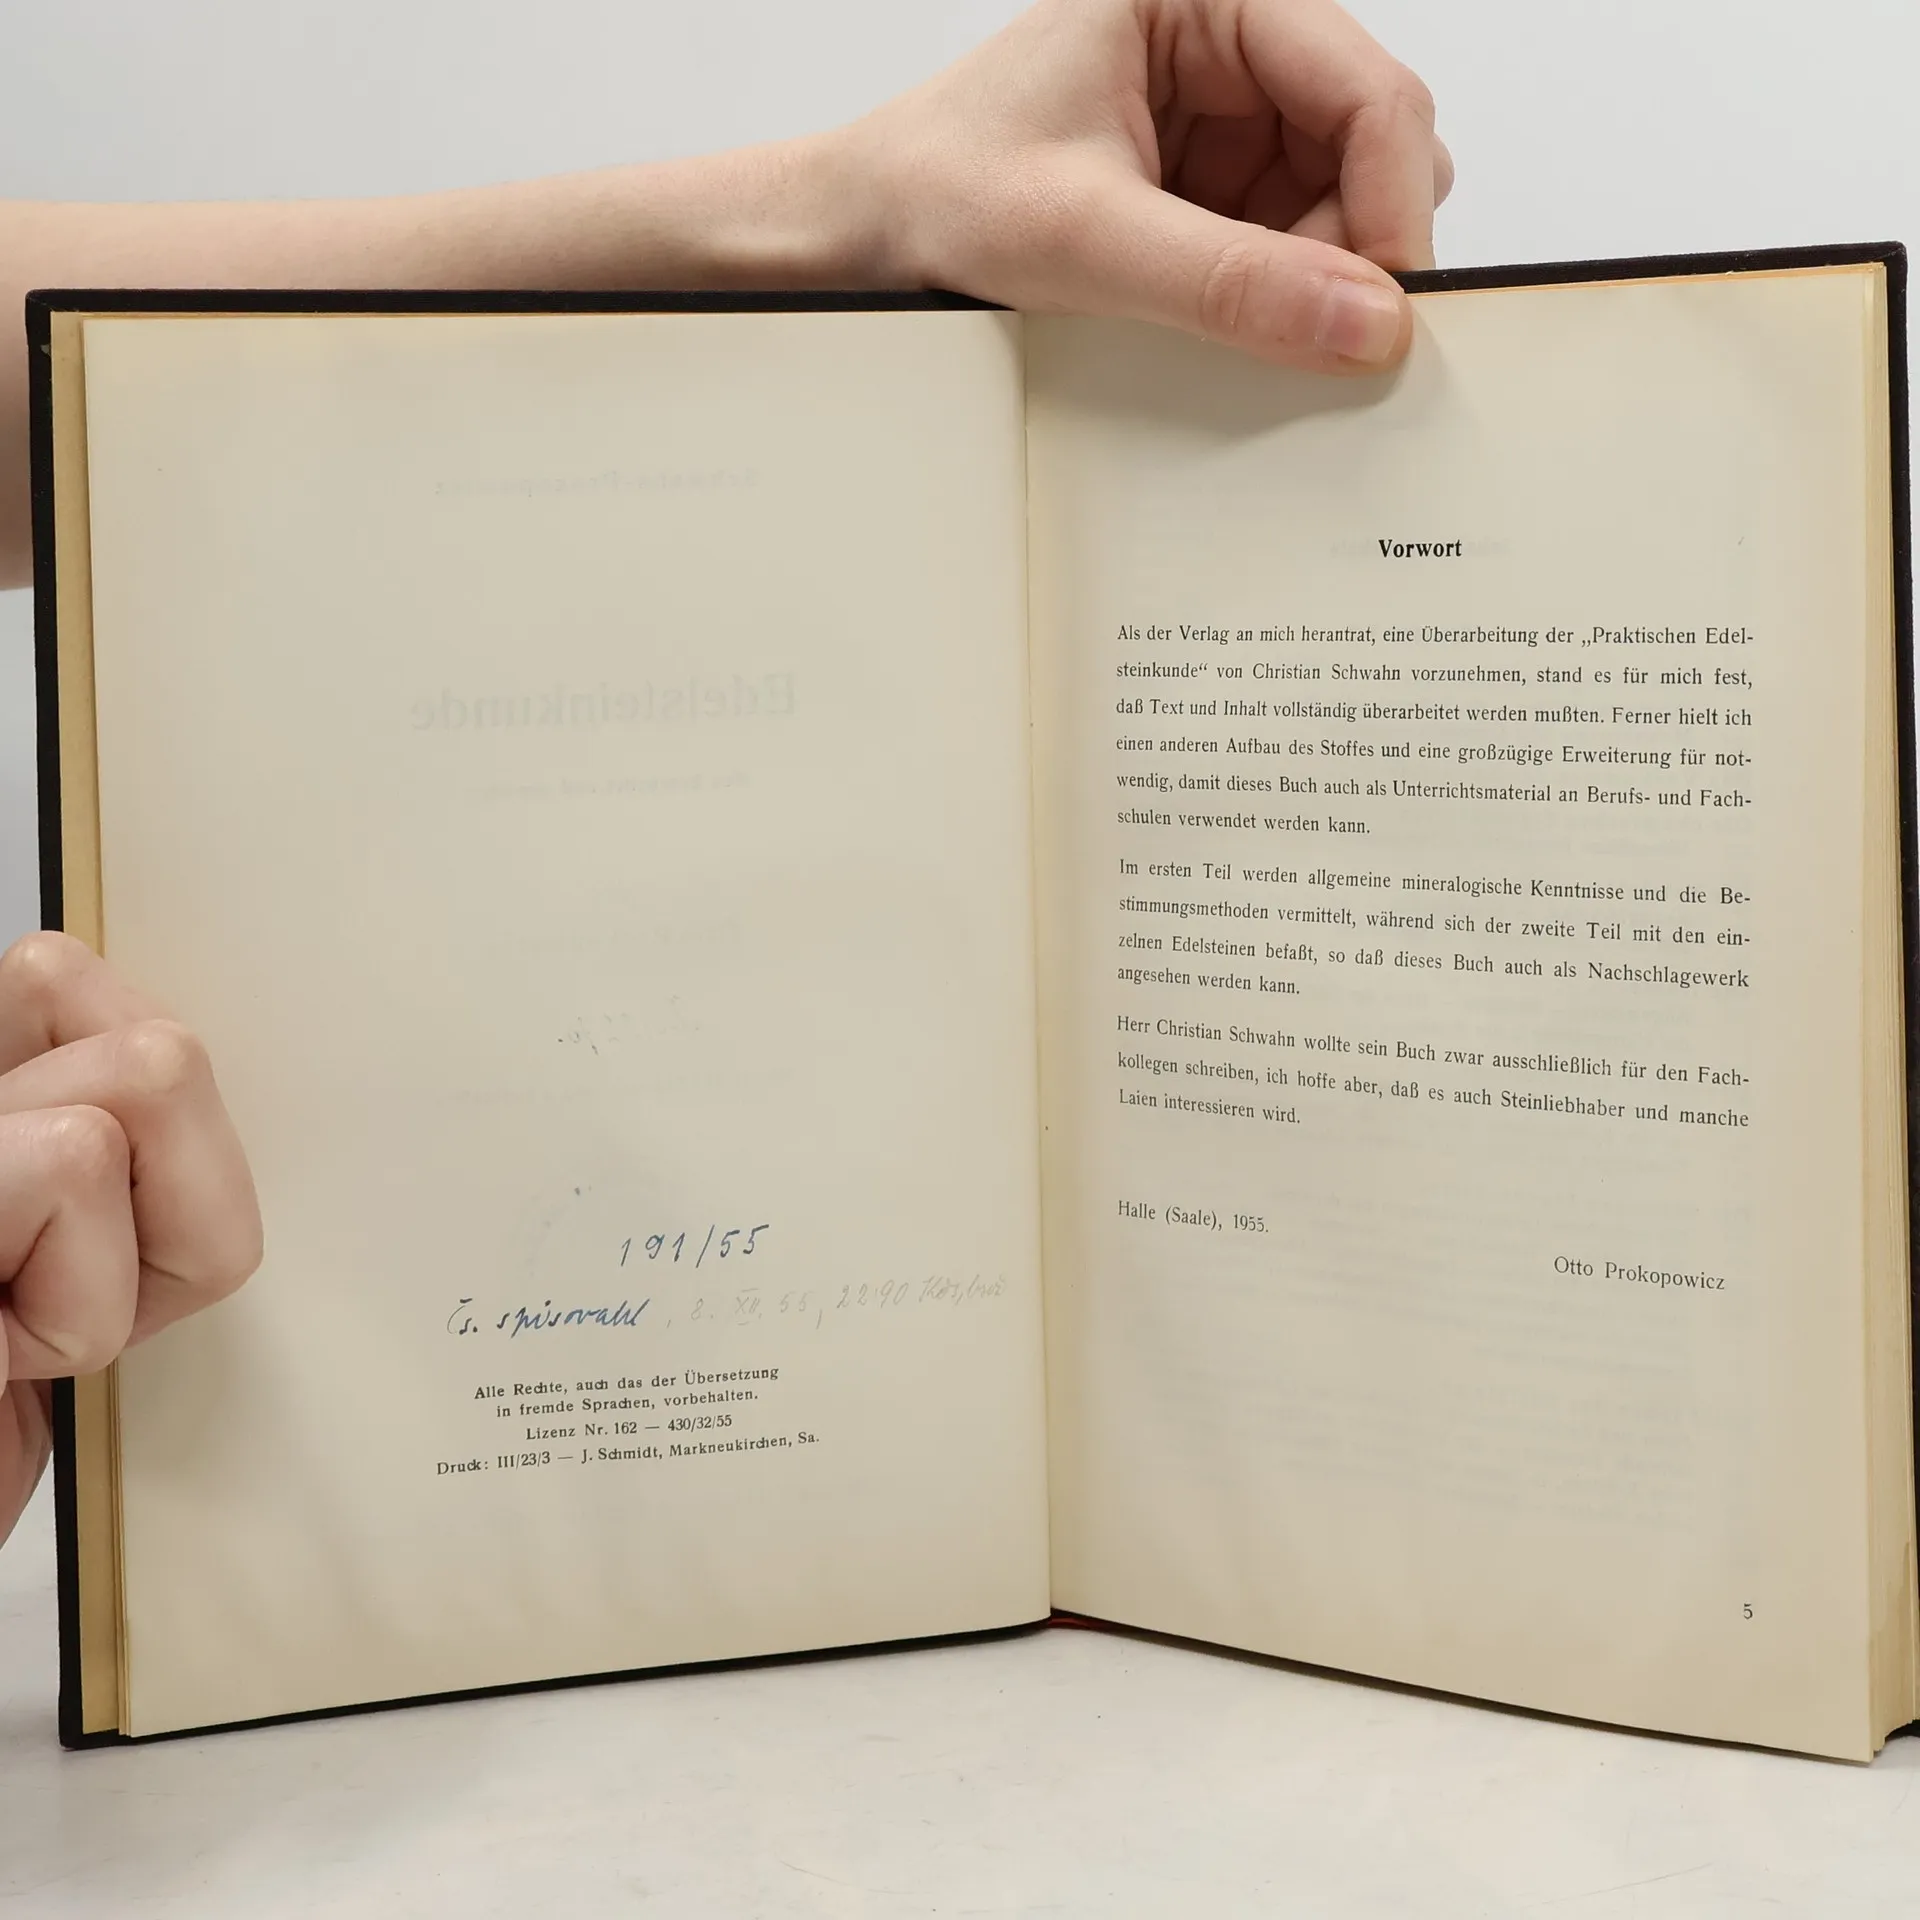 Edelsteinkunde
191/55
Čs. spisovatel, 8. XII. 55, 22.90 Kčs, brož
Alle Rechte, auch das der Übersetzung
in fremde Sprachen, vorbehalten.
Lizenz Nr. 162 — 430/32/55
Druck: III/23/3 — J. Schmidt, Markneukirchen, Sa.
Vorwort
Als der Verlag an mich herantrat, eine Überarbeitung der „Praktischen Edel-
steinkunde“ von Christian Schwahn vorzunehmen, stand es für mich fest,
daß Text und Inhalt vollständig überarbeitet werden mußten. Ferner hielt ich
einen anderen Aufbau des Stoffes und eine großzügige Erweiterung für not-
wendig, damit dieses Buch auch als Unterrichtsmaterial an Berufs- und Fach-
schulen verwendet werden kann.
Im ersten Teil werden allgemeine mineralogische Kenntnisse und die Be-
stimmungsmethoden vermittelt, während sich der zweite Teil mit den ein-
zelnen Edelsteinen befaßt, so daß dieses Buch auch als Nachschlagewerk
angesehen werden kann.
Herr Christian Schwahn wollte sein Buch zwar ausschließlich für den Fach-
kollegen schreiben, ich hoffe aber, daß es auch Steinliebhaber und manche
Laien interessieren wird.
Halle (Saale), 1955.
Otto Prokopowicz
5